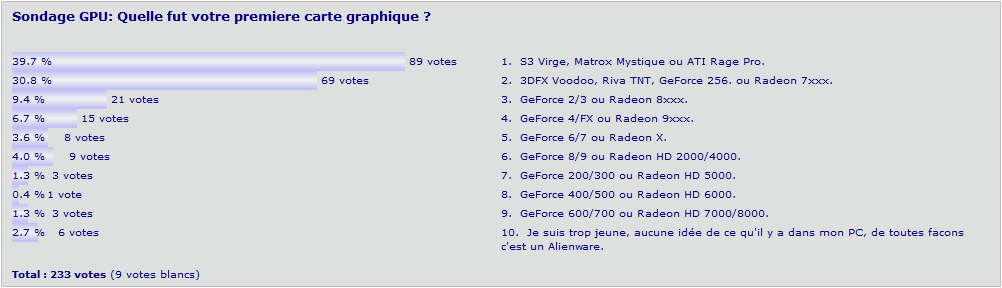 Sondage GPU: Quelle fut votre premiere carte graphique ?
39.7 % 89 votes 1. S3 Virge, Matrox Mystique ou ATI Rage Pro.
30.8 % 69 votes 2. 3DFX Voodoo, Riva TNT, GeForce 256. ou Radeon 7xxx.
9.4 % 21 votes 3. GeForce 2/3 ou Radeon 8xxx.
6.7 % 15 votes 4. GeForce 4/FX ou Radeon 9xxx.
3.6 % 8 votes 5. GeForce 6/7 ou Radeon X.
4.0 % 9 votes 6. GeForce 8/9 ou Radeon HD 2000/4000.
1.3 % 3 votes 7. GeForce 200/300 ou Radeon HD 5000.
0.4 % 1 vote 8. GeForce 400/500 ou Radeon HD 6000.
1.3 % 3 votes 9. GeForce 600/700 ou Radeon HD 7000/8000.
2.7 % 6 votes 10. Je suis trop jeune, aucune idée de ce qu'il y a dans mon PC, de toutes facons
c'est un Alienware.
Total : 233 votes (9 votes blancs)